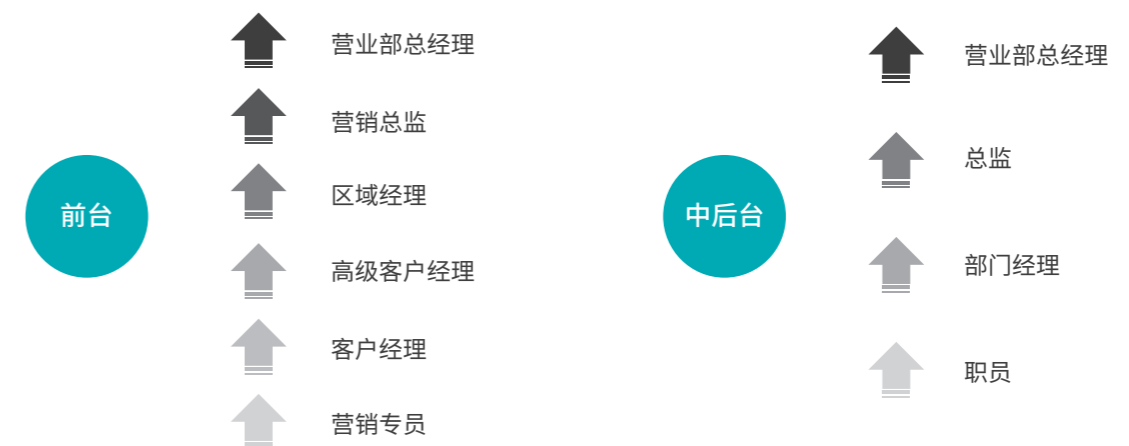 前台
营业部总经理
营销总监
区域经理
高级客户经理
客户经理
营销专员
中后台
营业部总经理
总监
部门经理
职员